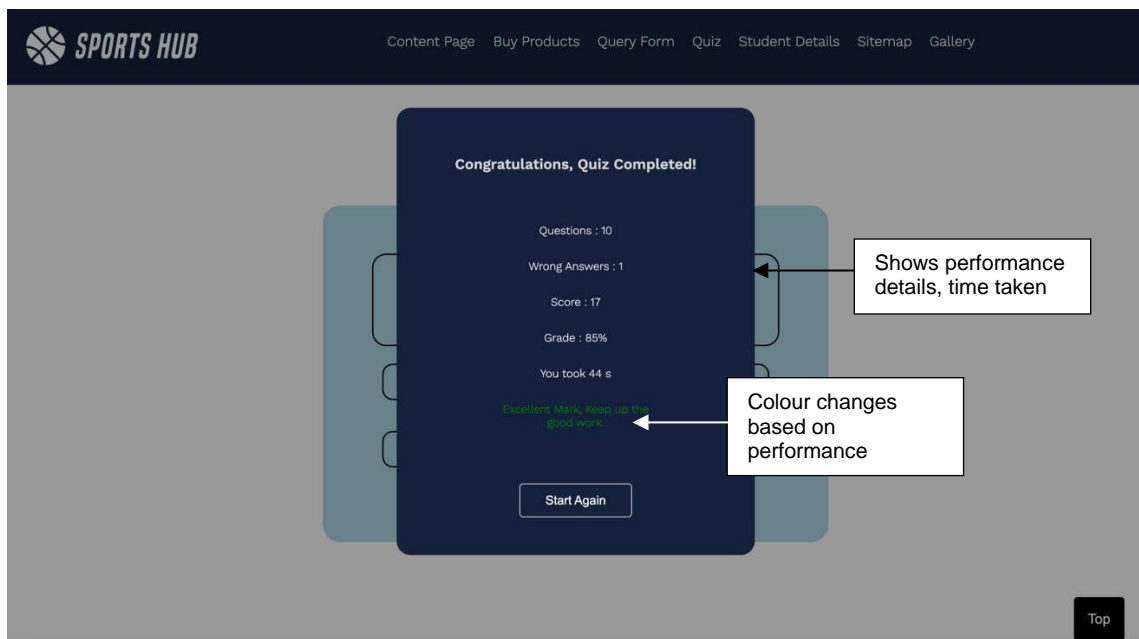 SPORTS HUB
Content Page Buy Products Query Form Quiz Student Details Sitemap Gallery
Congratulations, Quiz Completed!
Questions : 10
Wrong Answers : 1
Score : 17
Grade : 85%
You took 44 s
Excellent Mark, Keep up the
good work.
Start Again
Shows performance
details, time taken
Colour changes
based on
performance
Top